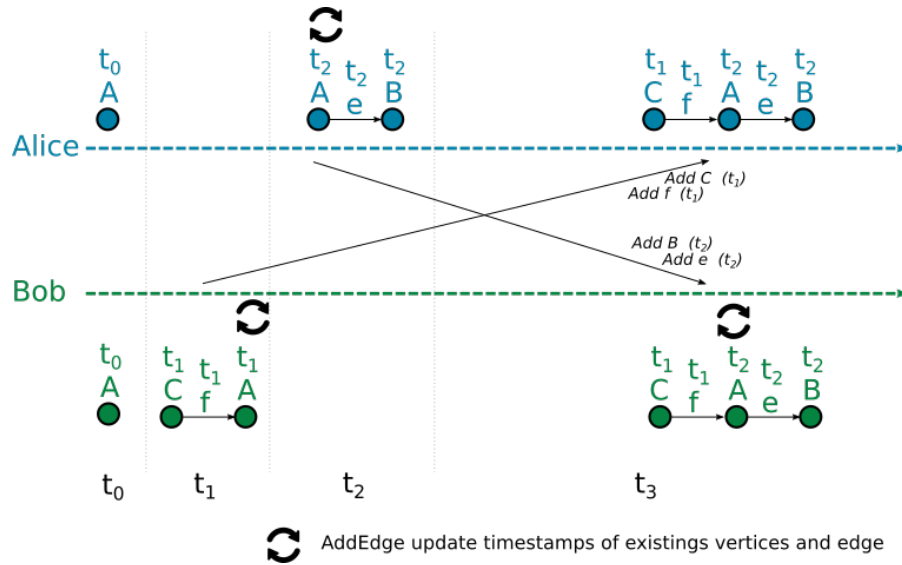 t₀ t₂ t₂ t₂ t₁ t₁ t₂ t₂ t₂
A A e B C f A e B
Alice
Add C (t₁)
Add f (t₁)
Add B (t₂)
Add e (t₂)
Bob
t₀ t₁ t₁ t₁ t₁ t₁ t₂ t₂ t₂
A C f A C f A e B
t₀ t₁ t₂ t₃
AddEdge update timestamps of existings vertices and edge